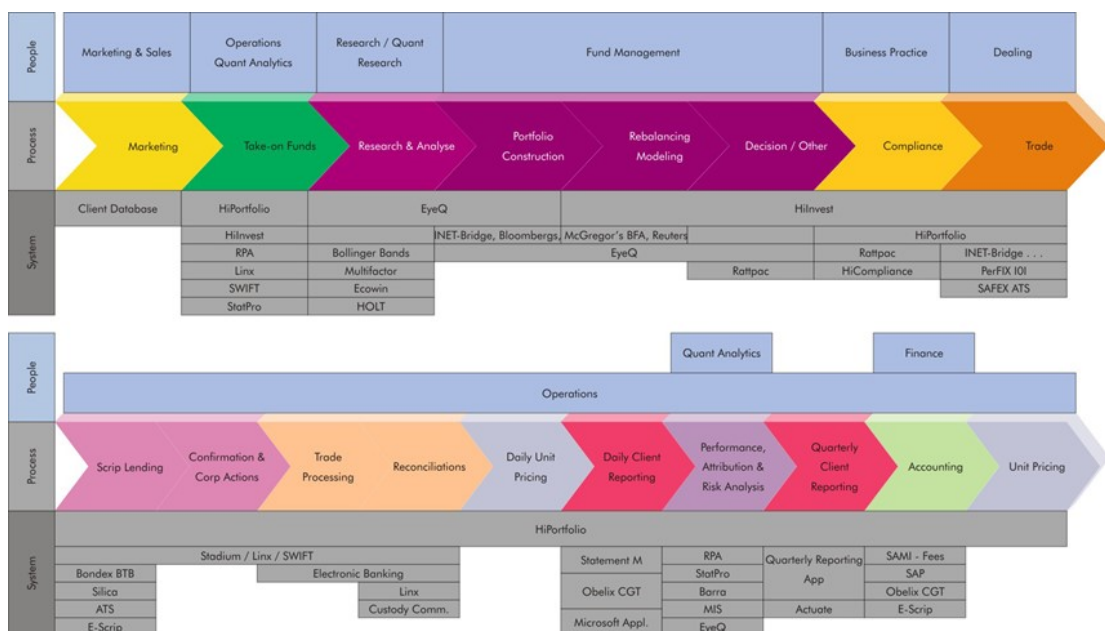 People
Marketing & Sales
Operations
Quant Analytics
Research / Quant
Research
Fund Management
Business Practice
Dealing
Process
Marketing
Take-on Funds
Research & Analyse
Portfolio
Construction
Rebalancing
Modeling
Decision / Other
Compliance
Trade
System
Client Database
HiPortfolio
EyeQ
HiInvest
HiInvest
INET-Bridge, Bloombergs, McGregor's BFA, Reuters
HiPortfolio
RPA
Bollinger Bands
EyeQ
Rattpac
INET-Bridge . . .
Linx
Multifactor
Rattpac
HiCompliance
PerFIX IOI
SWIFT
Ecowin
SAFEX ATS
StatPro
HOLT
People
Quant Analytics
Finance
Operations
Process
Scrip Lending
Confirmation &
Corp Actions
Trade
Processing
Reconciliations
Daily Unit
Pricing
Daily Client
Reporting
Performance,
Attribution &
Risk Analysis
Quarterly
Client
Reporting
Accounting
Unit Pricing
System
HiPortfolio
Stadium / Linx / SWIFT
Statement M
RPA
Quarterly Reporting
App
SAMI - Fees
Bondex BTB
Electronic Banking
StatPro
SAP
Silica
Linx
Obelix CGT
Barra
Obelix CGT
ATS
Custody Comm.
MIS
Actuate
E-Scrip
E-Scrip
Microsoft Appl.
EyeQ